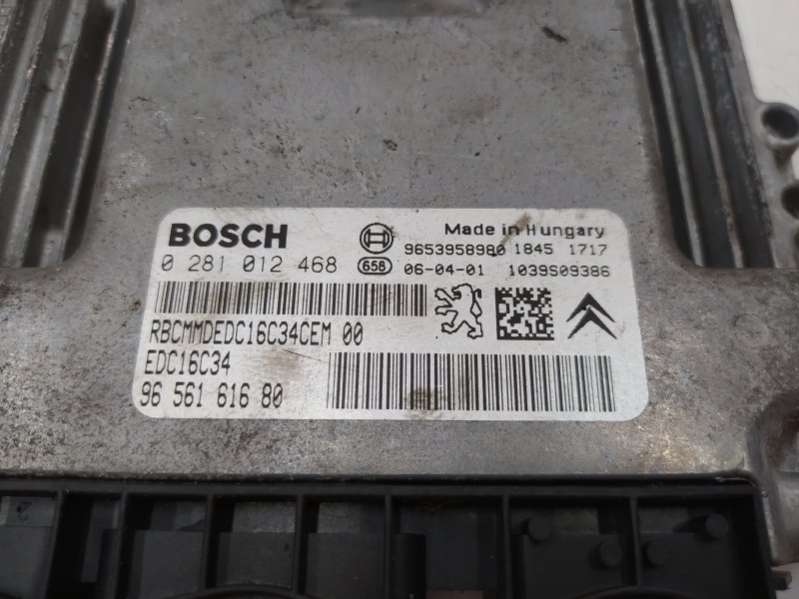 BOSCH
Made in Hungary
9653958980 1845 1717
0 281 012 468
658 06-04-01 1039S09386
RBCMMDEDC16C34CEM 00
EDC16C34
96 561 616 80